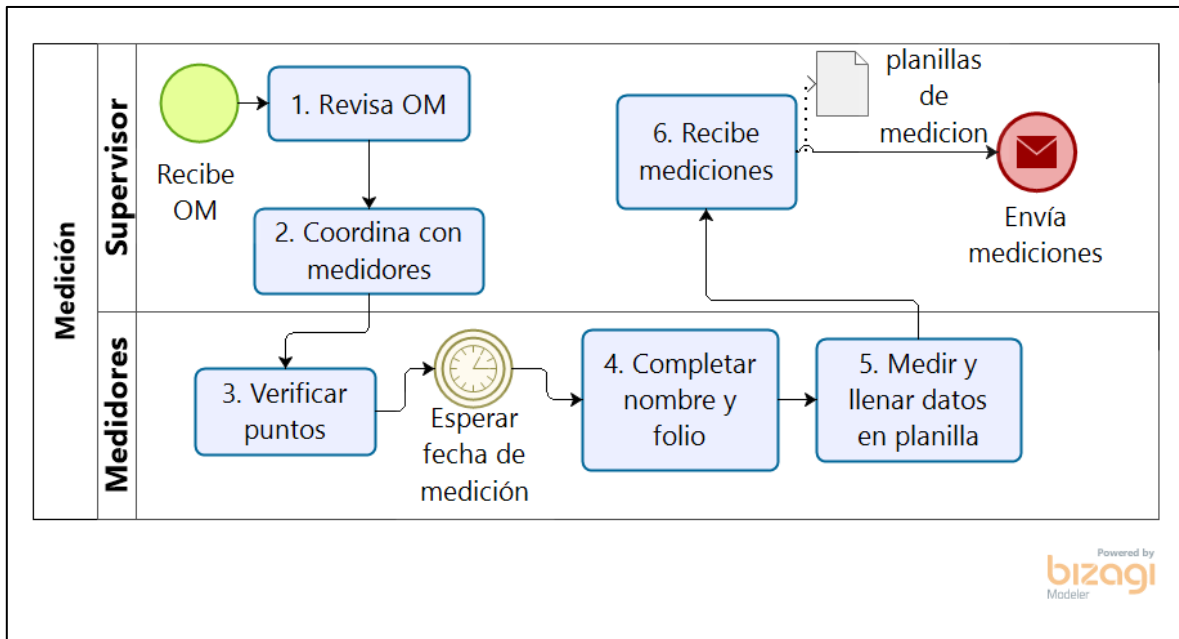 Medición
Supervisor
Recibe
OM
1. Revisa OM
2. Coordina con
medidores
6. Recibe
mediciones
planillas
de
medicion
Envía
mediciones
Medidores
3. Verificar
puntos
Esperar
fecha de
medición
4. Completar
nombre y
folio
5. Medir y
llenar datos
en planilla
Powered by
bizagi
Modeler